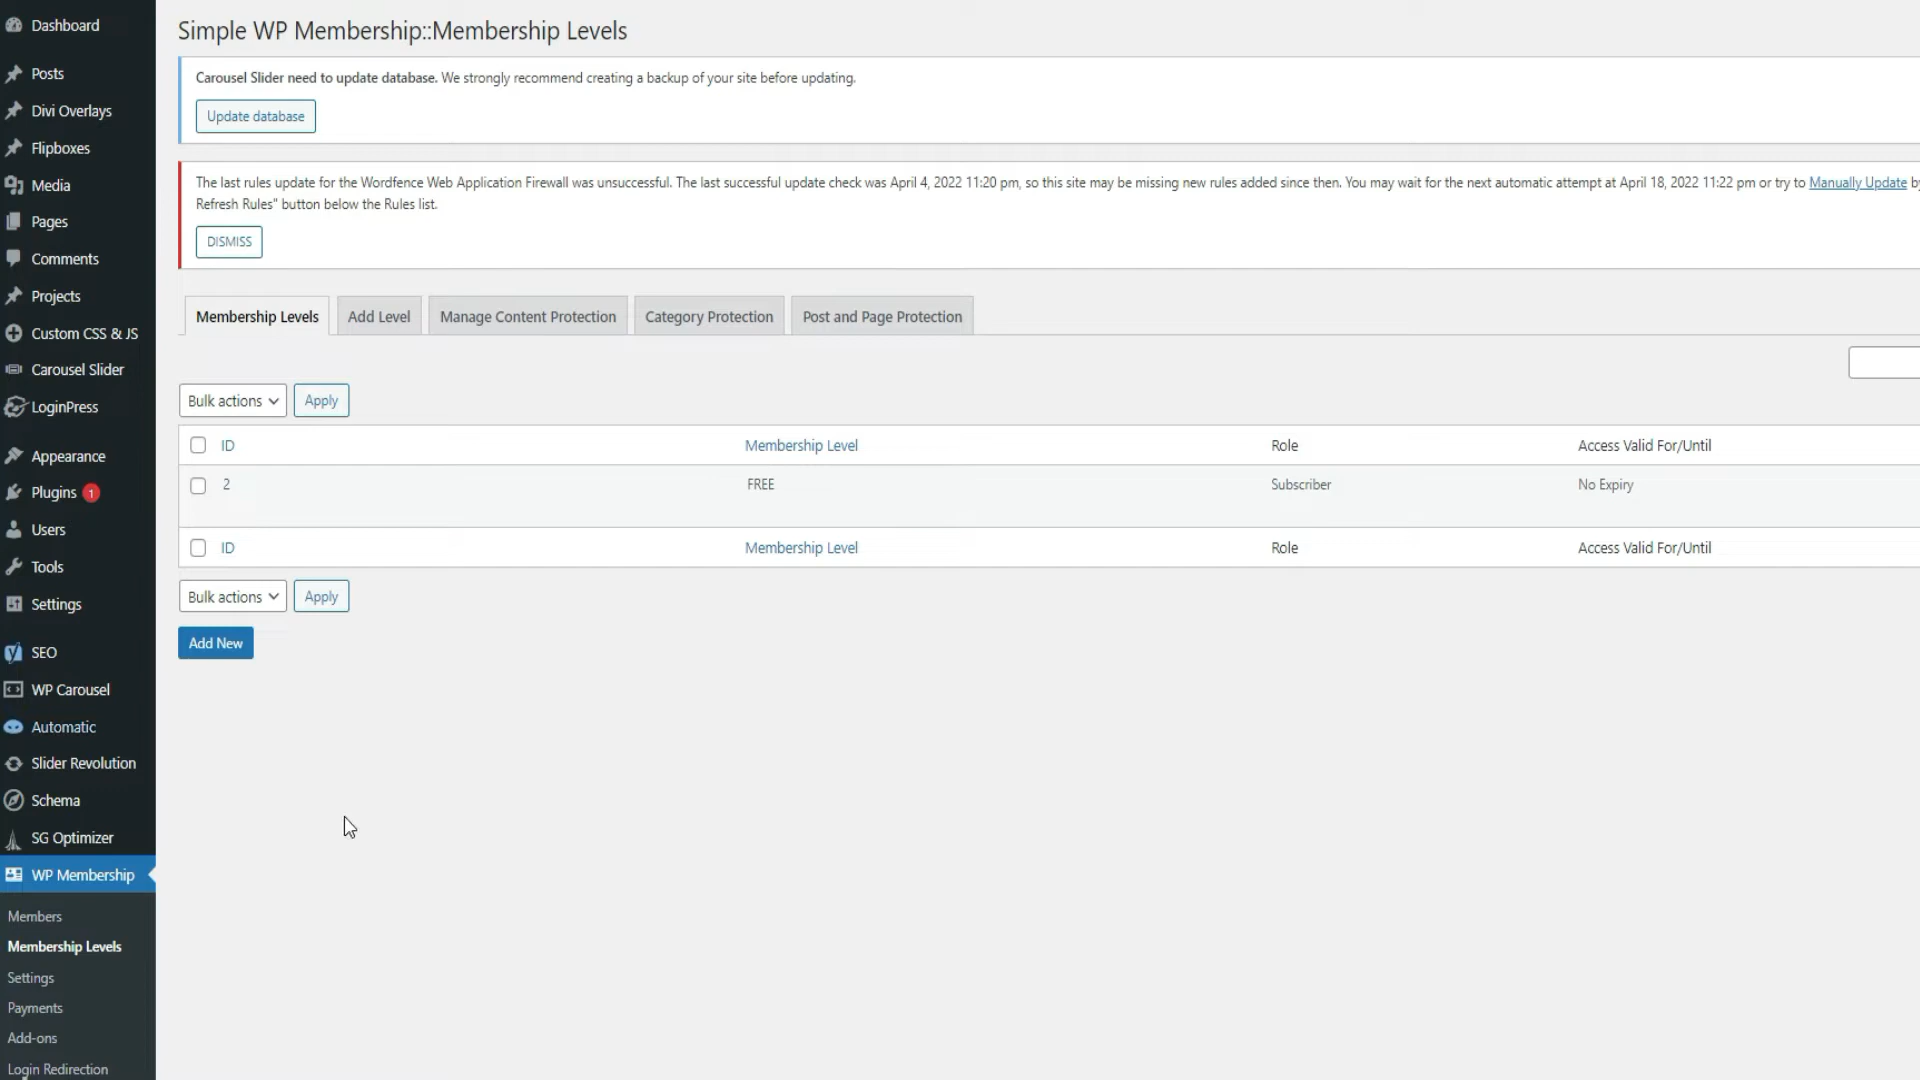 Dashboard
Posts
Divi Overlays
Flipboxes
Media
Pages
Comments
Projects
Custom CSS & JS
Carousel Slider
LoginPress
Appearance
Plugins 1
Users
Tools
Settings
SEO
WP Carousel
Automatic
Slider Revolution
Schema
SG Optimizer
WP Membership
Members
Membership Levels
Settings
Payments
Add-ons
Login Redirection
Simple WP Membership::Membership Levels
Carousel Slider need to update database. We strongly recommend creating a backup of your site before updating.
Update database
The last rules update for the Wordfence Web Application Firewall was unsuccessful. The last successful update check was April 4, 2022 11:20 pm, so this site may be missing new rules added since then. You may wait for the next automatic attempt at April 18, 2022 11:22 pm or try to Manually Update by
Refresh Rules" button below the Rules list.
DISMISS
Membership Levels Add Level Manage Content Protection Category Protection Post and Page Protection
Bulk actions Apply
ID Membership Level Role Access Valid For/Until
2 FREE Subscriber No Expiry
ID Membership Level Role Access Valid For/Until
Bulk actions Apply
Add New